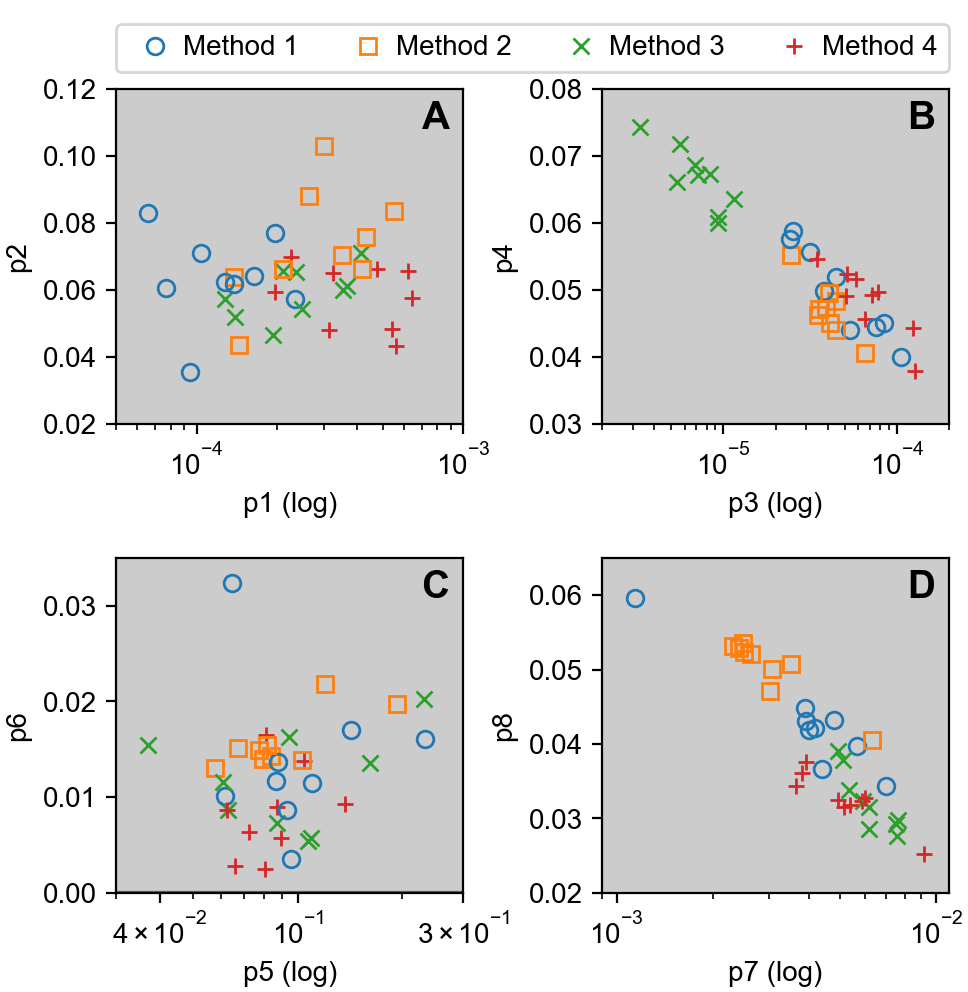 Method 1 Method 2 Method 3 Method 4
A
0.12
0.10
0.08
0.06
0.04
0.02
p2
10⁻⁴ 10⁻³
p1 (log)
B
0.08
0.07
0.06
0.05
0.04
0.03
p4
10⁻⁵ 10⁻⁴
p3 (log)
C
0.03
0.02
0.01
0.00
p6
4 × 10⁻² 10⁻¹ 3 × 10⁻¹
p5 (log)
D
0.06
0.05
0.04
0.03
0.02
p8
10⁻³ 10⁻²
p7 (log)